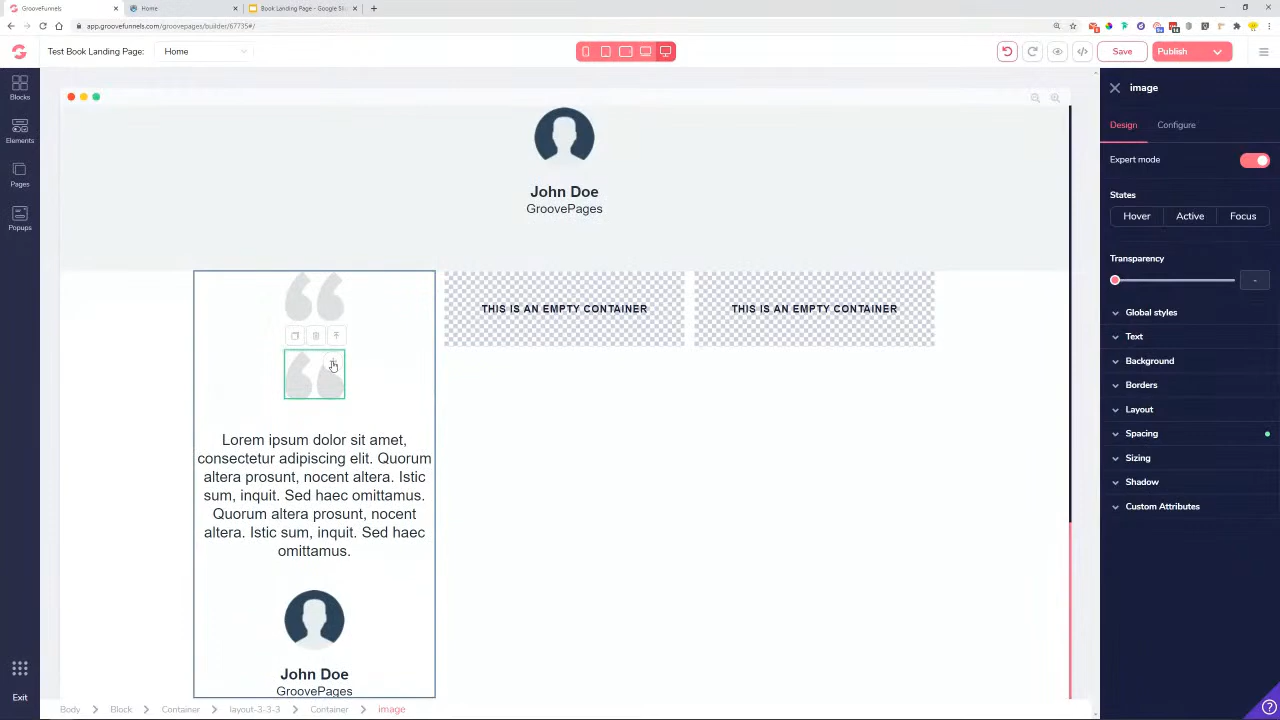 GrooveFunnels
Home
Book Landing Page - Google Sli
app.groovefunnels.com/groovepages/builder/67735#/
Test Book Landing Page:
Home
Save
Publish
Blocks
Elements
Pages
Popups
Exit
John Doe
GroovePages
THIS IS AN EMPTY CONTAINER
THIS IS AN EMPTY CONTAINER
Lorem ipsum dolor sit amet,
consectetur adipiscing elit. Quorum
altera prosunt, nocent altera. Istic
sum, inquit. Sed haec omittamus.
Quorum altera prosunt, nocent
altera. Istic sum, inquit. Sed haec
omittamus.
John Doe
GroovePages
Body
Block
Container
layout-3-3-3
Container
image
image
Design
Configure
Expert mode
States
Hover
Active
Focus
Transparency
-
Global styles
Text
Background
Borders
Layout
Spacing
Sizing
Shadow
Custom Attributes